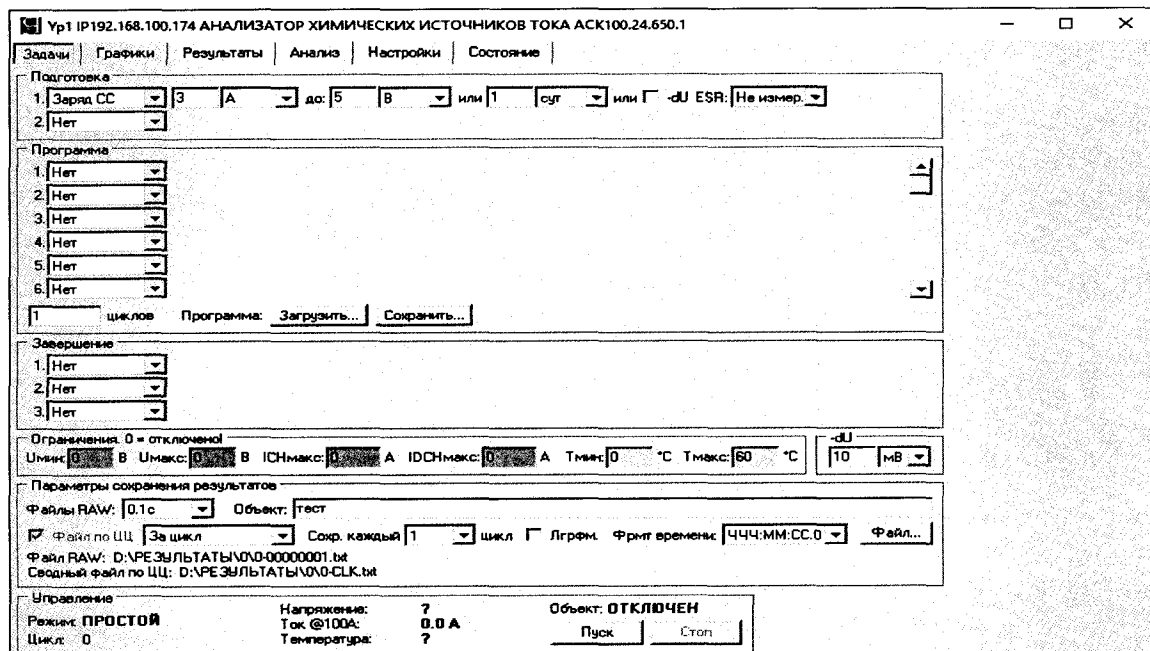 Yp1 IP192.168.100.174 АНАЛИЗАТОР ХИМИЧЕСКИХ ИСТОЧНИКОВ ТОКА АСК100.24.650.1
Задачи Графики Результаты Анализ Настройки Состояние
Подготовка
1. Заряд СС 3 А до: 5 В или 1 сут или -dU ESR: Не измер.
2. Нет
Программа
1. Нет
2. Нет
3. Нет
4. Нет
5. Нет
6. Нет
1 циклов Программа: Загрузить... Сохранить...
Завершение
1. Нет
2. Нет
3. Нет
Ограничения. 0 = отключено! -dU
Uмин: 0 В Uмакс: 0 В ICHмакс: 0 А IDCHмакс: 0 А Tмин: 0 °C Tмакс: 60 °C 10 мВ
Параметры сохранения результатов
Файлы RAW: 0.1с Объект: тест
Файл по ЦЦ За цикл Сохр. каждый 1 цикл Лгрфм. Фрмт времени: ЧЧЧ:ММ:СС.0 Файл...
Файл RAW: D:\РЕЗУЛЬТАТЫ\0\0-00000001.txt
Сводный файл по ЦЦ: D:\РЕЗУЛЬТАТЫ\0\0-CLK.txt
Управление
Режим: ПРОСТОЙ Напряжение: ? Объект: ОТКЛЮЧЕН
Ток @100А: 0.0 А
Цикл: 0 Температура: ? Пуск Стоп